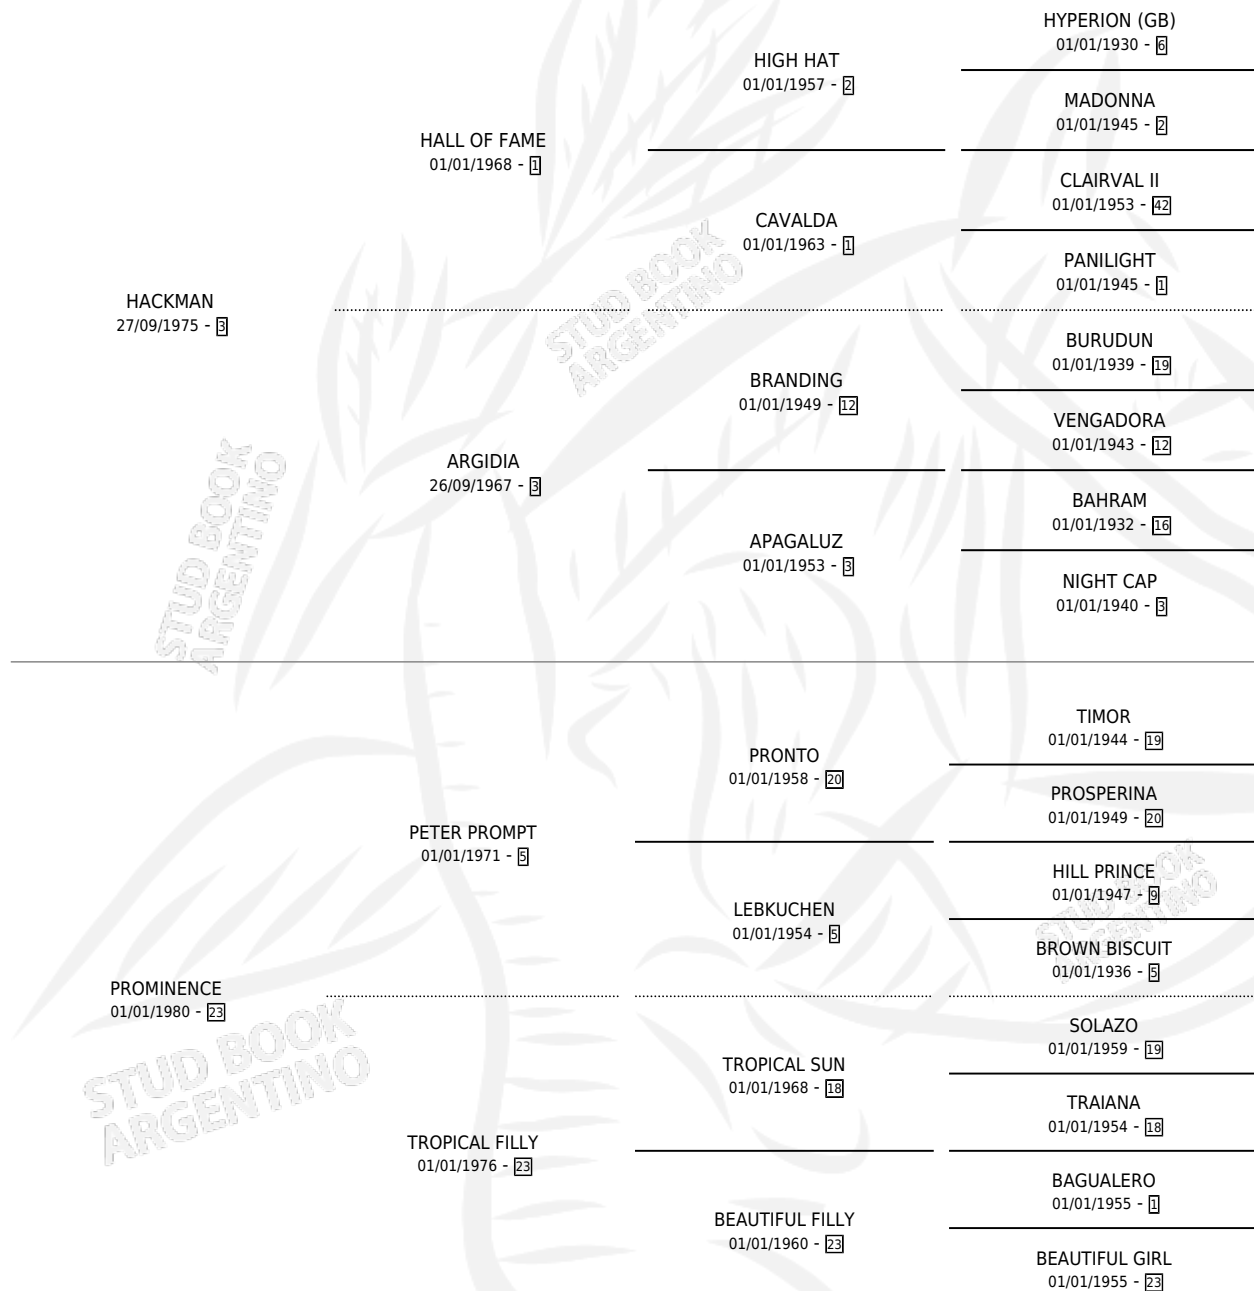 HYPERION (GB)
01/01/1930 - 6
HIGH HAT
01/01/1957 - 2
MADONNA
01/01/1945 - 2
HALL OF FAME
01/01/1968 - 1
CLAIRVAL II
01/01/1953 - 42
CAVALDA
01/01/1963 - 1
PANILIGHT
01/01/1945 - 1
HACKMAN
27/09/1975 - 3
BURUDUN
01/01/1939 - 19
BRANDING
01/01/1949 - 12
VENGADORA
01/01/1943 - 12
ARGIDIA
26/09/1967 - 3
BAHRAM
01/01/1932 - 16
APAGALUZ
01/01/1953 - 3
NIGHT CAP
01/01/1940 - 3
TIMOR
01/01/1944 - 19
PRONTO
01/01/1958 - 20
PROSPERINA
01/01/1949 - 20
PETER PROMPT
01/01/1971 - 5
HILL PRINCE
01/01/1947 - 9
LEBKUCHEN
01/01/1954 - 5
BROWN BISCUIT
01/01/1936 - 5
PROMINENCE
01/01/1980 - 23
SOLAZO
01/01/1959 - 19
TROPICAL SUN
01/01/1968 - 18
TRAIANA
01/01/1954 - 18
TROPICAL FILLY
01/01/1976 - 23
BAGUALERO
01/01/1955 - 1
BEAUTIFUL FILLY
01/01/1960 - 23
BEAUTIFUL GIRL
01/01/1955 - 23
STUD BOOK
ARGENTINO
STUD BOOK
ARGENTINO
STUD BOOK
ARGENTINO
STUD BOOK
ARGENTINO